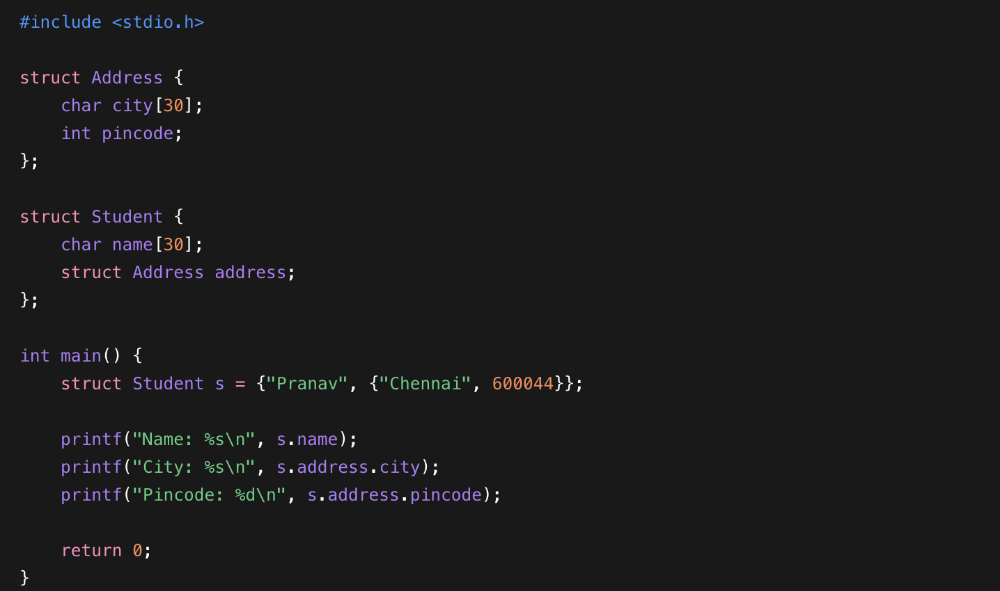 #include <stdio.h>

struct Address {
    char city[30];
    int pincode;
};

struct Student {
    char name[30];
    struct Address address;
};

int main() {
    struct Student s = {"Pranav", {"Chennai", 600044}};

    printf("Name: %s\n", s.name);
    printf("City: %s\n", s.address.city);
    printf("Pincode: %d\n", s.address.pincode);

    return 0;
}